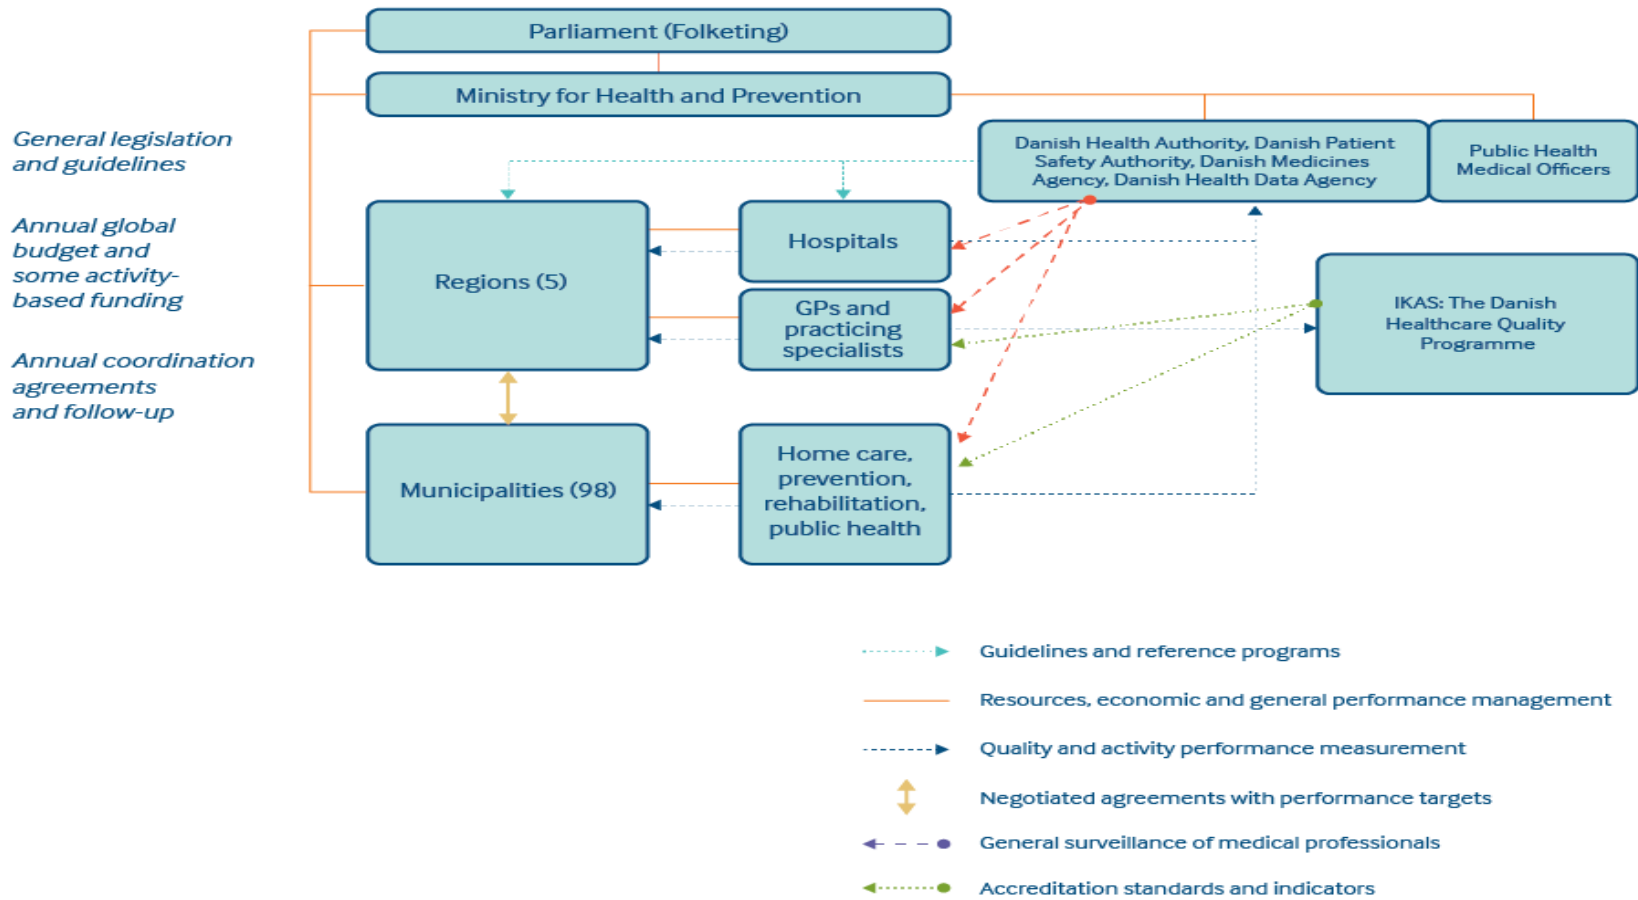 Parliament (Folketing)
Ministry for Health and Prevention
General legislation
and guidelines
Annual global
budget and
some activity-
based funding
Annual coordination
agreements
and follow-up
Danish Health Authority, Danish Patient
Safety Authority, Danish Medicines
Agency, Danish Health Data Agency
Public Health
Medical Officers
Regions (5)
Hospitals
GPs and
practicing
specialists
IKAS: The Danish
Healthcare Quality
Programme
Municipalities (98)
Home care,
prevention,
rehabilitation,
public health
Guidelines and reference programs
Resources, economic and general performance management
Quality and activity performance measurement
Negotiated agreements with performance targets
General surveillance of medical professionals
Accreditation standards and indicators